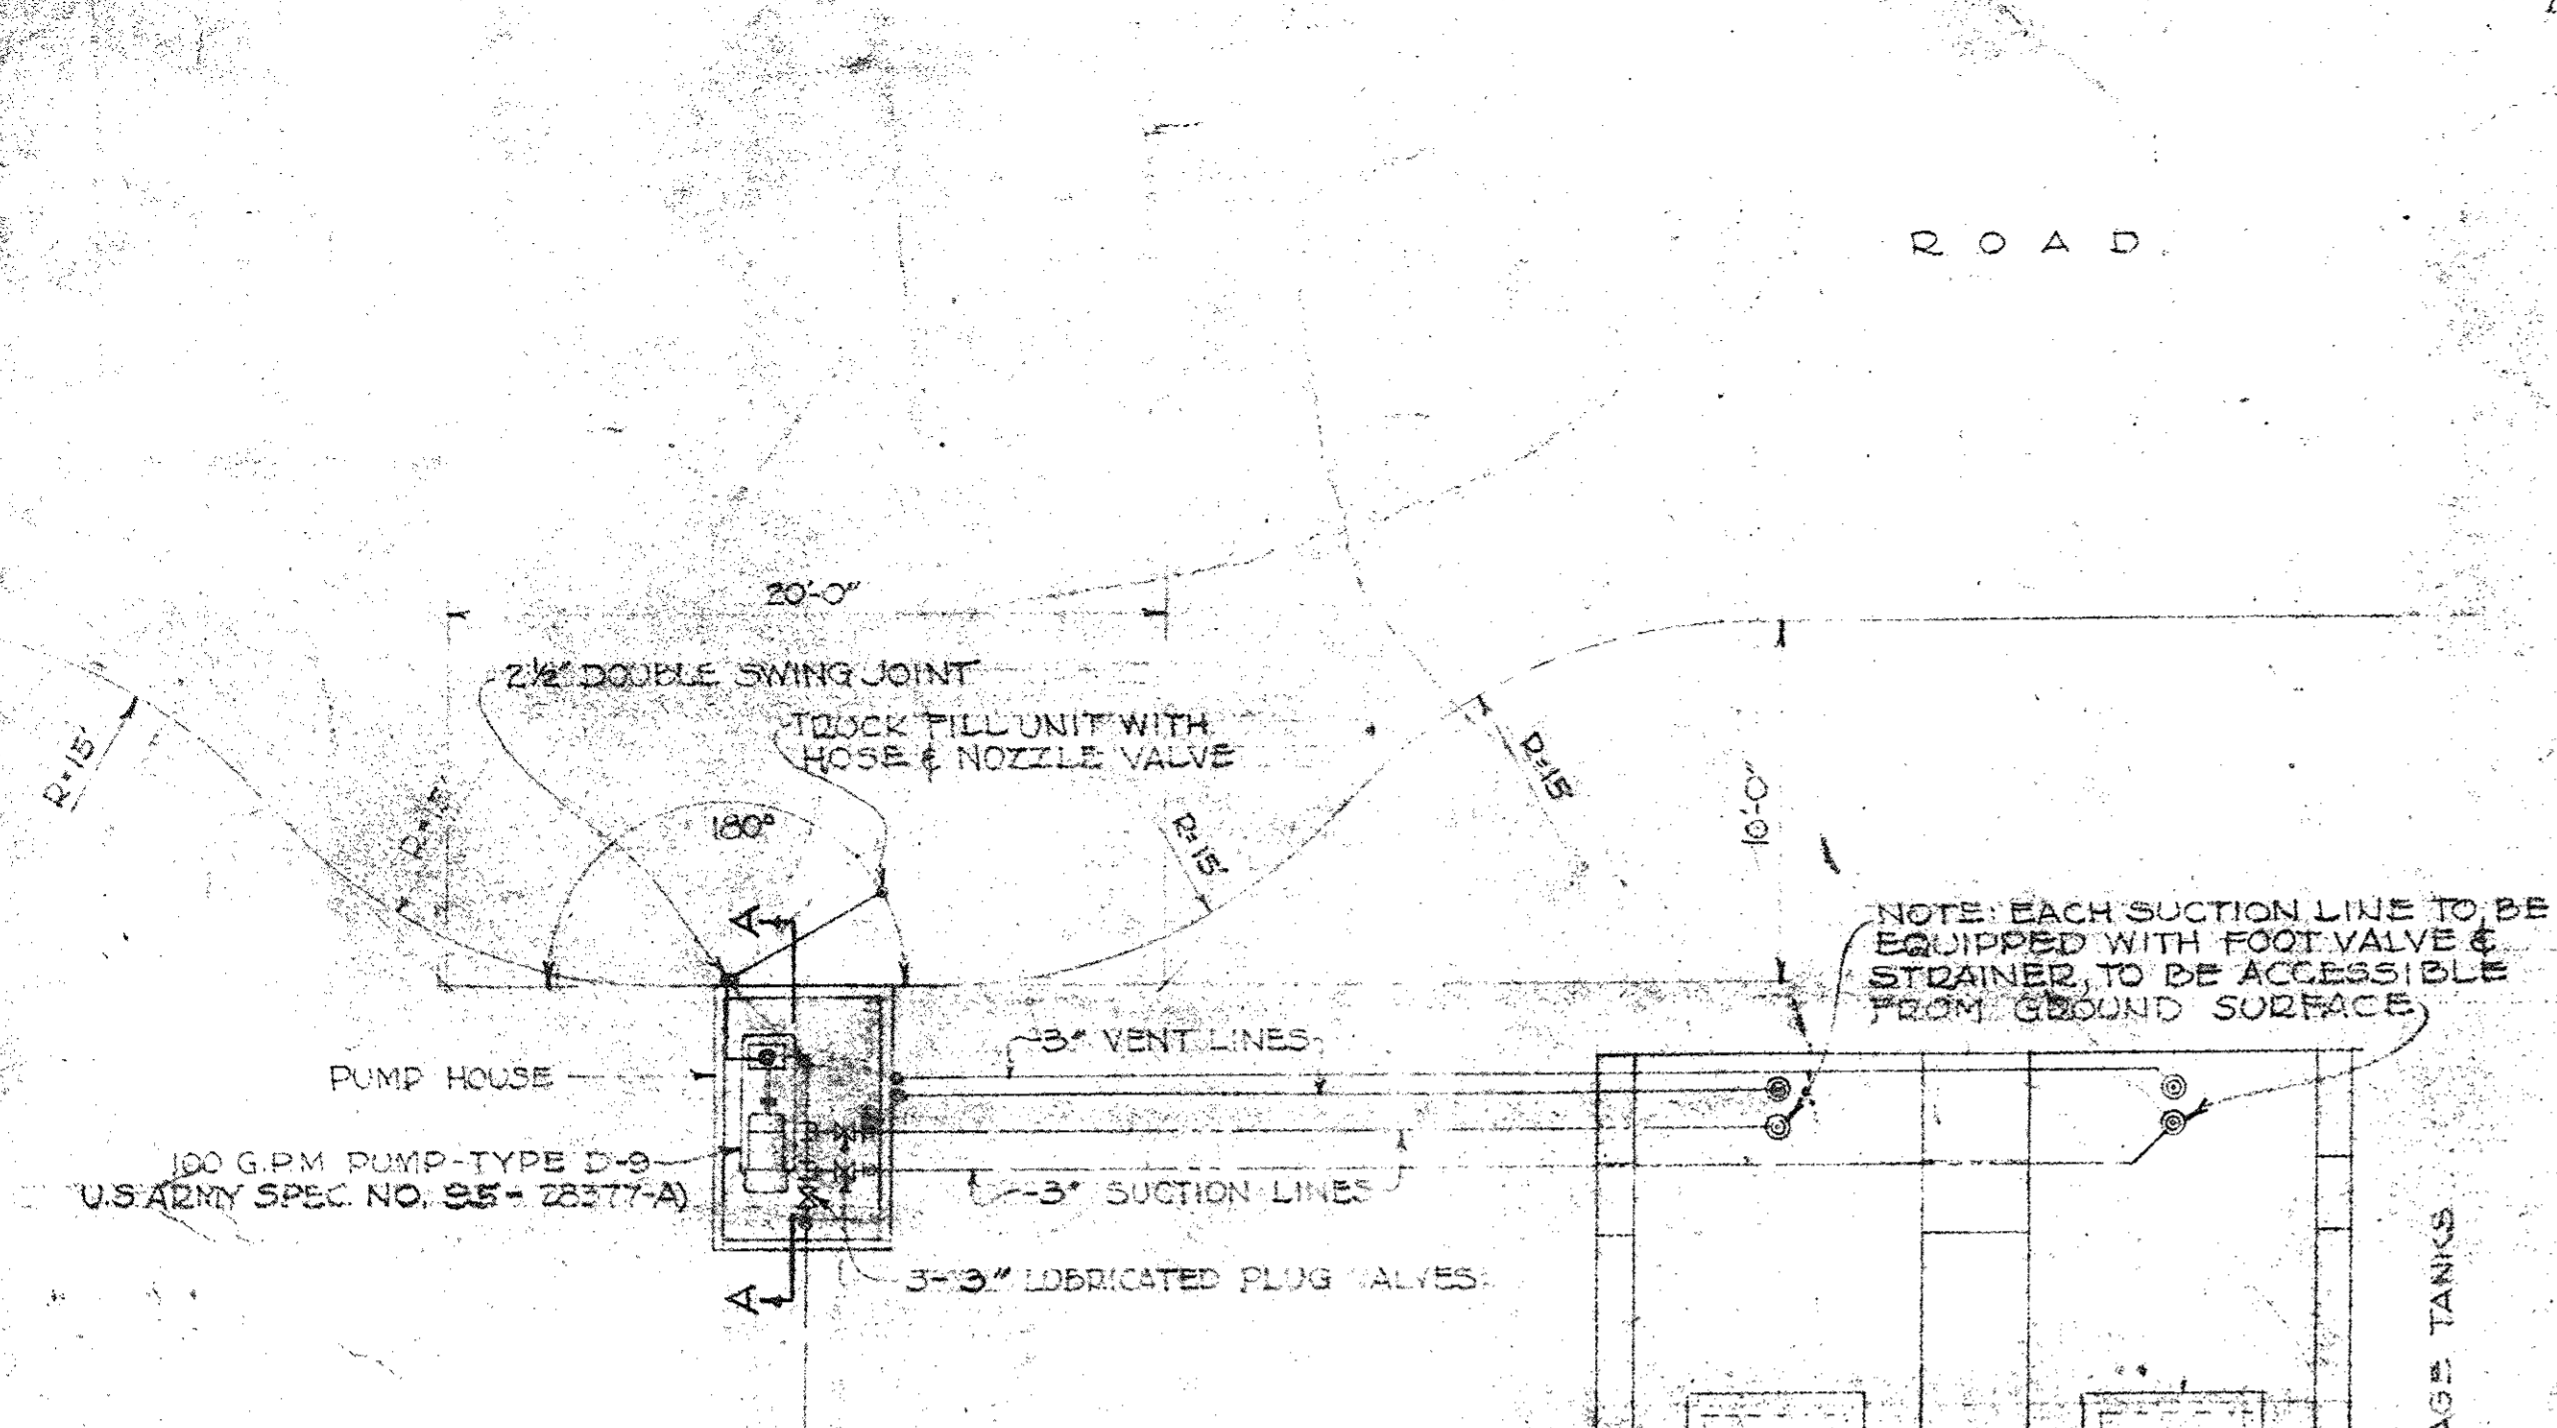 R O A D
20'-0"
2½" DOUBLE SWING JOINT
TRUCK FILL UNIT WITH
HOSE & NOZZLE VALVE
R=15'
R=15'
180°
R=15'
R=15'
10'-0"
A
NOTE: EACH SUCTION LINE TO BE
EQUIPPED WITH FOOT VALVE &
STRAINER, TO BE ACCESSIBLE
FROM GROUND SURFACE
3" VENT LINES
PUMP HOUSE
100 G.P.M PUMP-TYPE D-9
U.S ARMY SPEC. NO. 95-28377-A)
3" SUCTION LINES
3-3" LUBRICATED PLUG VALVES
A
AGE TANKS